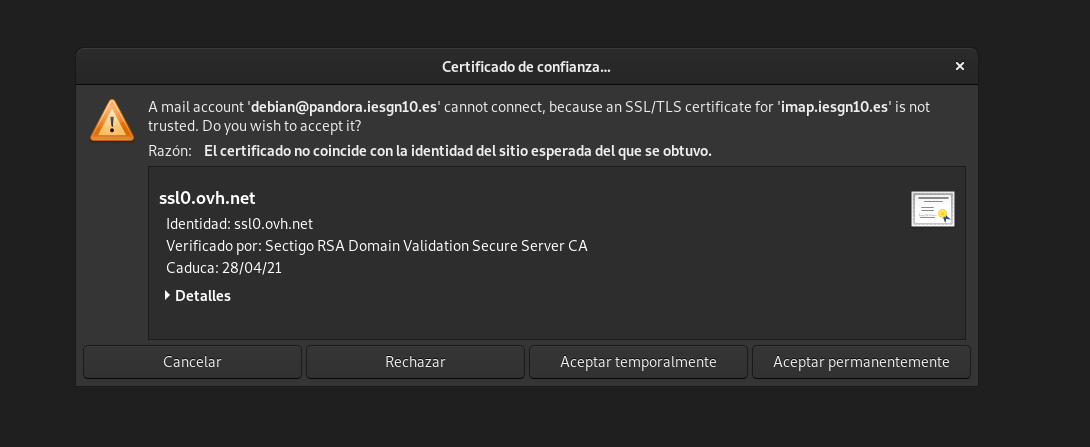 Certificado de confianza...
A mail account 'debian@pandora.iesgn10.es' cannot connect, because an SSL/TLS certificate for 'imap.iesgn10.es' is not
trusted. Do you wish to accept it?
Razón: El certificado no coincide con la identidad del sitio esperada del que se obtuvo.
ssl0.ovh.net
Identidad: ssl0.ovh.net
Verificado por: Sectigo RSA Domain Validation Secure Server CA
Caduca: 28/04/21
Detalles
Cancelar Rechazar Aceptar temporalmente Aceptar permanentemente